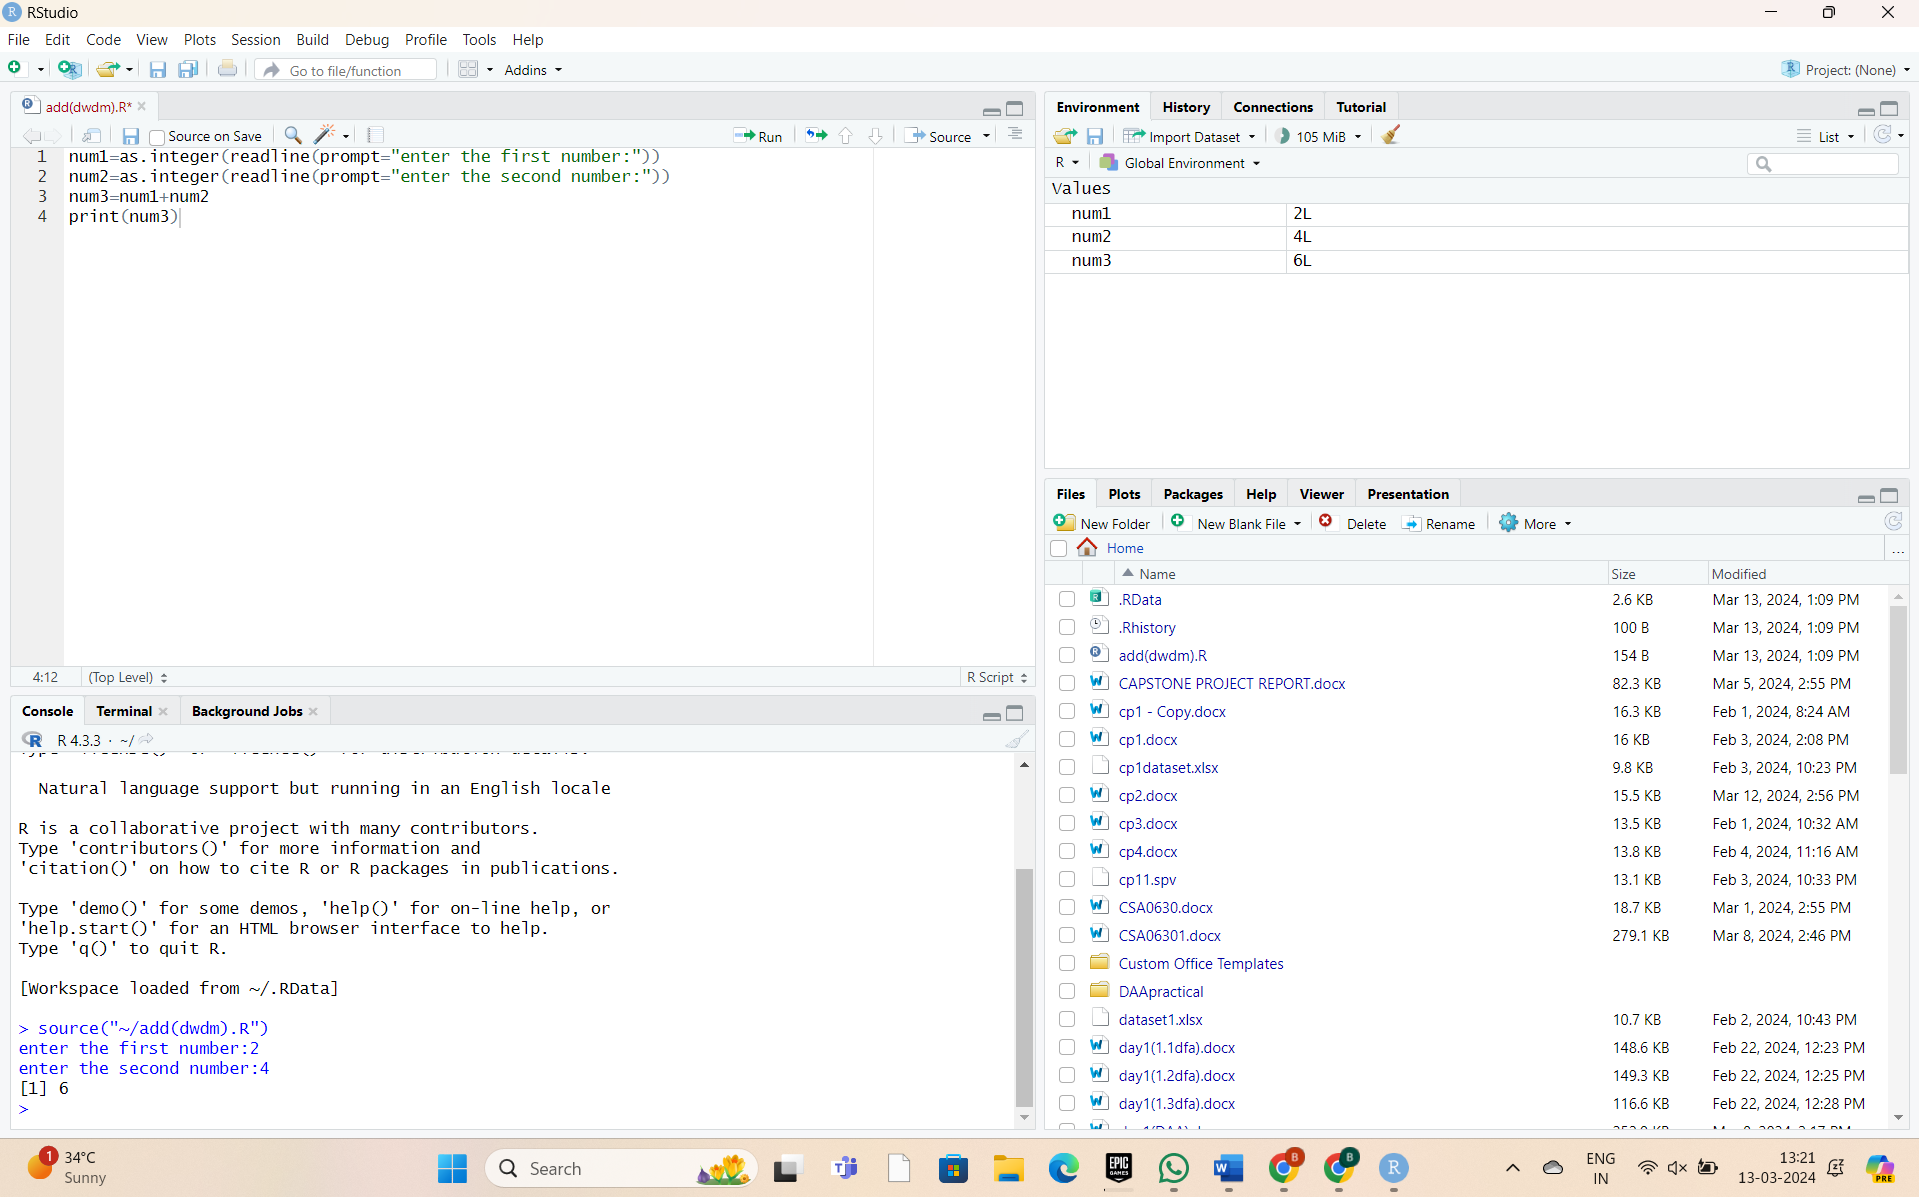 RStudio
File Edit Code View Plots Session Build Debug Profile Tools Help
Go to file/function Addins Project: (None)
add(dwdm).R*
Source on Save Run Source
1 num1=as.integer(readline(prompt="enter the first number:"))
2 num2=as.integer(readline(prompt="enter the second number:"))
3 num3=num1+num2
4 print(num3)
4:12 (Top Level) R Script
Console Terminal Background Jobs
R 4.3.3 · ~/
Natural language support but running in an English locale
R is a collaborative project with many contributors.
Type 'contributors()' for more information and
'citation()' on how to cite R or R packages in publications.
Type 'demo()' for some demos, 'help()' for on-line help, or
'help.start()' for an HTML browser interface to help.
Type 'q()' to quit R.
[Workspace loaded from ~/.RData]
> source("~/add(dwdm).R")
enter the first number:2
enter the second number:4
[1] 6
>
Environment History Connections Tutorial
Import Dataset 105 MiB List
R Global Environment
Values
num1 2L
num2 4L
num3 6L
Files Plots Packages Help Viewer Presentation
New Folder New Blank File Delete Rename More
Home ...
Name Size Modified
.RData 2.6 KB Mar 13, 2024, 1:09 PM
.Rhistory 100 B Mar 13, 2024, 1:09 PM
add(dwdm).R 154 B Mar 13, 2024, 1:09 PM
CAPSTONE PROJECT REPORT.docx 82.3 KB Mar 5, 2024, 2:55 PM
cp1 - Copy.docx 16.3 KB Feb 1, 2024, 8:24 AM
cp1.docx 16 KB Feb 3, 2024, 2:08 PM
cp1dataset.xlsx 9.8 KB Feb 3, 2024, 10:23 PM
cp2.docx 15.5 KB Mar 12, 2024, 2:56 PM
cp3.docx 13.5 KB Feb 1, 2024, 10:32 AM
cp4.docx 13.8 KB Feb 4, 2024, 11:16 AM
cp11.spv 13.1 KB Feb 3, 2024, 10:33 PM
CSA0630.docx 18.7 KB Mar 1, 2024, 2:55 PM
CSA06301.docx 279.1 KB Mar 8, 2024, 2:46 PM
Custom Office Templates
DAApractical
dataset1.xlsx 10.7 KB Feb 2, 2024, 10:43 PM
day1(1.1dfa).docx 148.6 KB Feb 22, 2024, 12:23 PM
day1(1.2dfa).docx 149.3 KB Feb 22, 2024, 12:25 PM
day1(1.3dfa).docx 116.6 KB Feb 22, 2024, 12:28 PM
1 34°C
Sunny
Search
EPIC GAMES
B B R
ENG
IN
13:21
13-03-2024
PRE